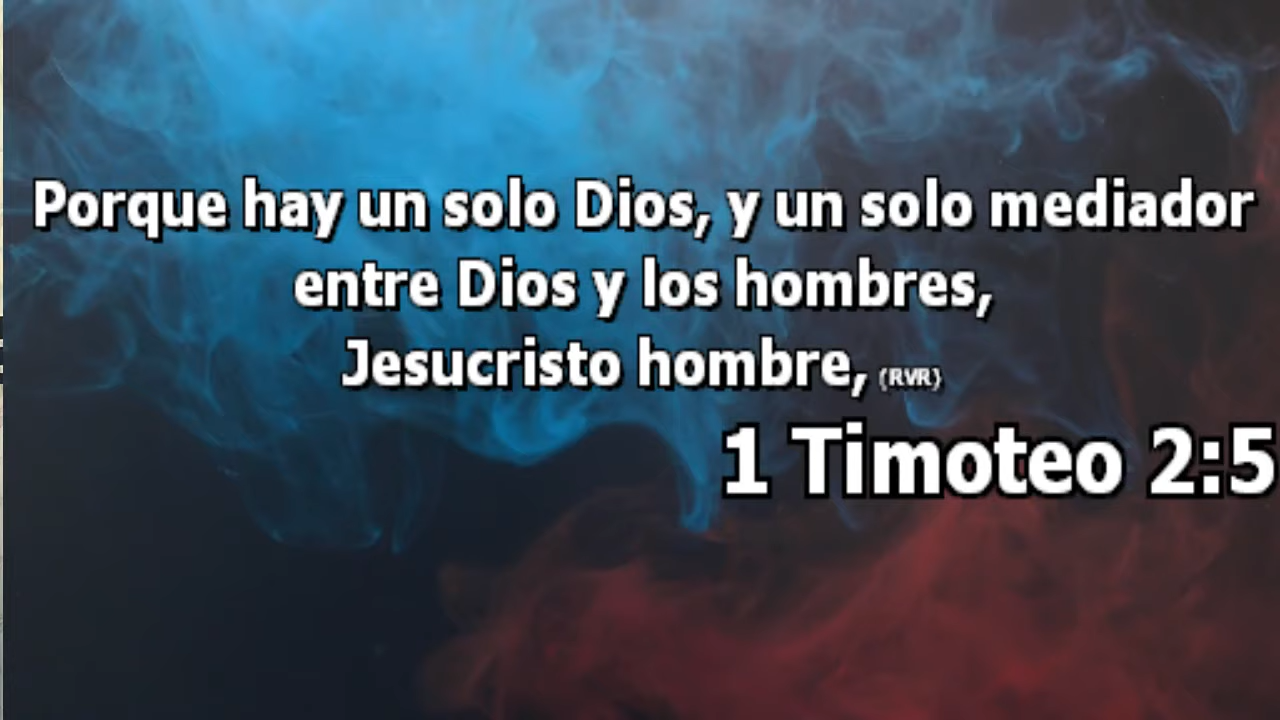 Porque hay un solo Dios, y un solo mediador
entre Dios y los hombres,
Jesucristo hombre, (RVR)
1 Timoteo 2:5